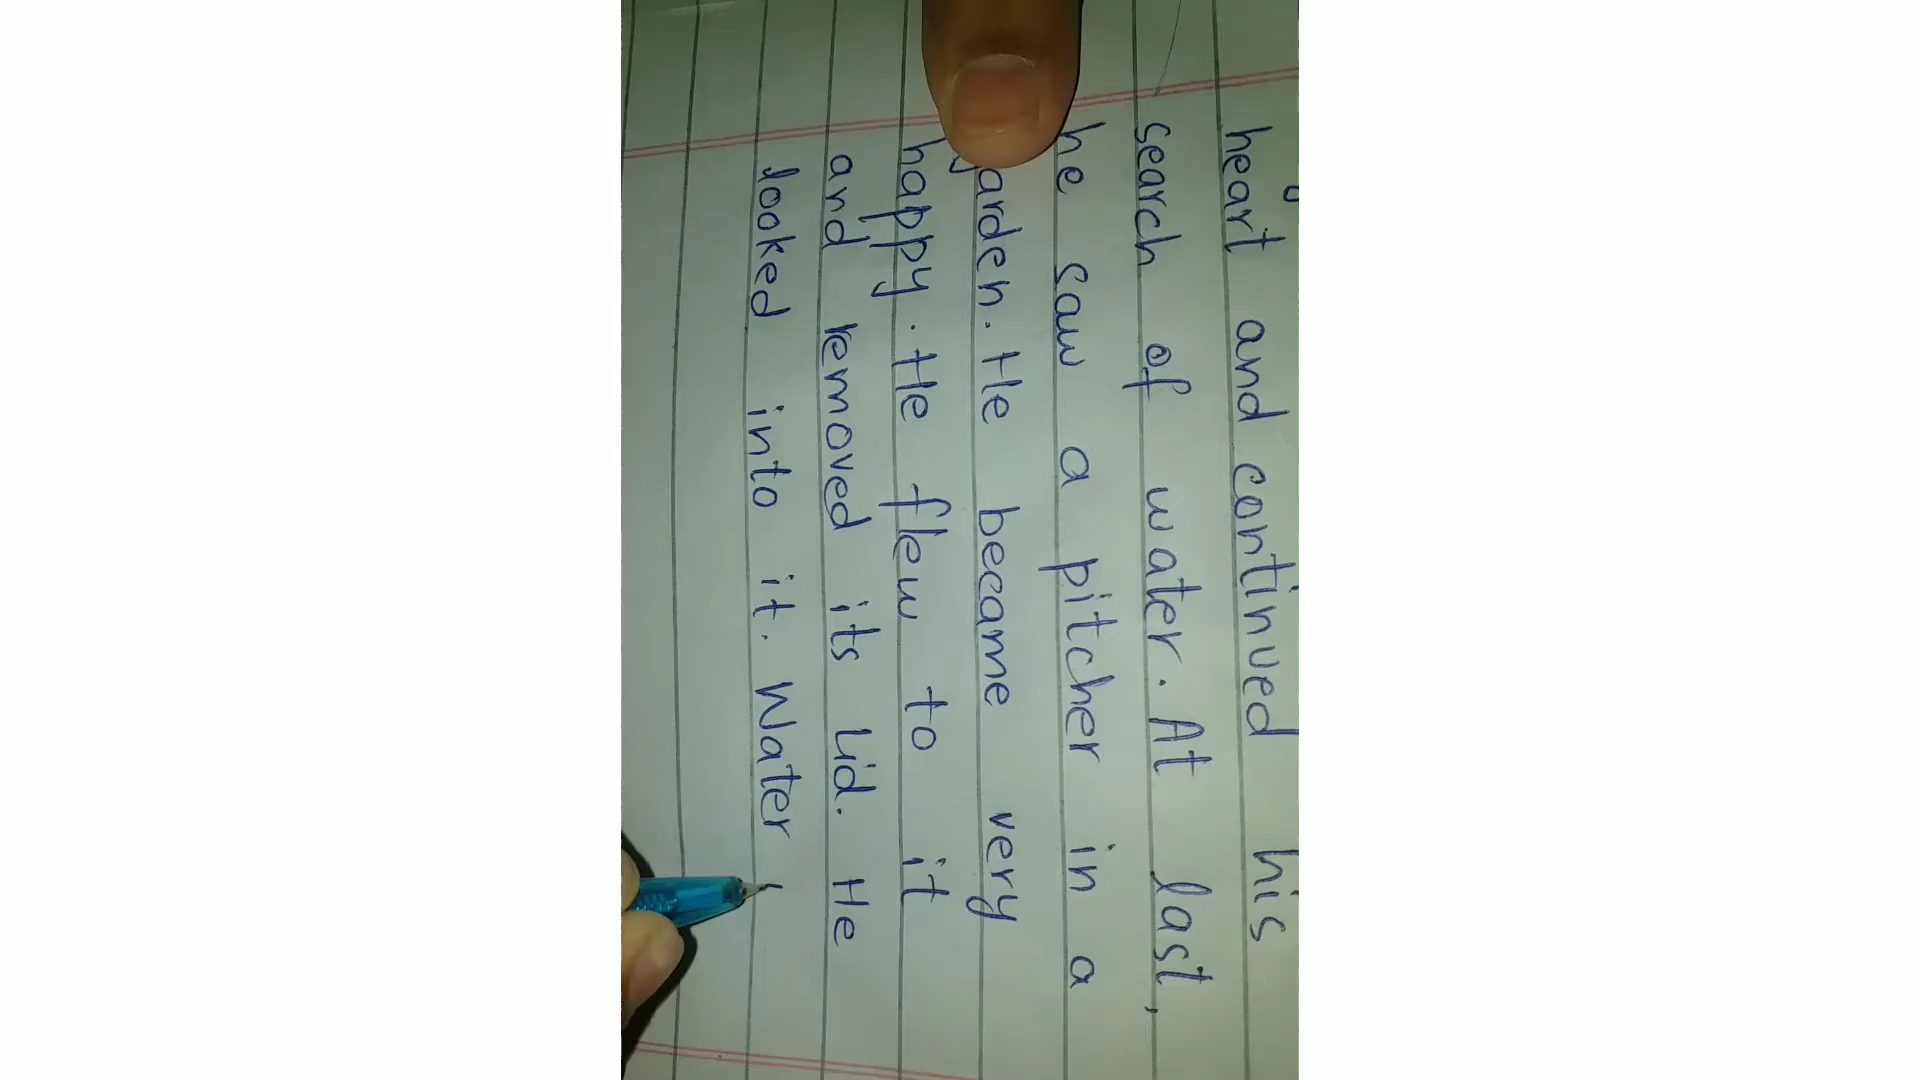 heart and continued his
search of water. At last,
he saw a pitcher in a
garden. He became very
happy. He flew to it
and removed its lid. He
looked into it. Water